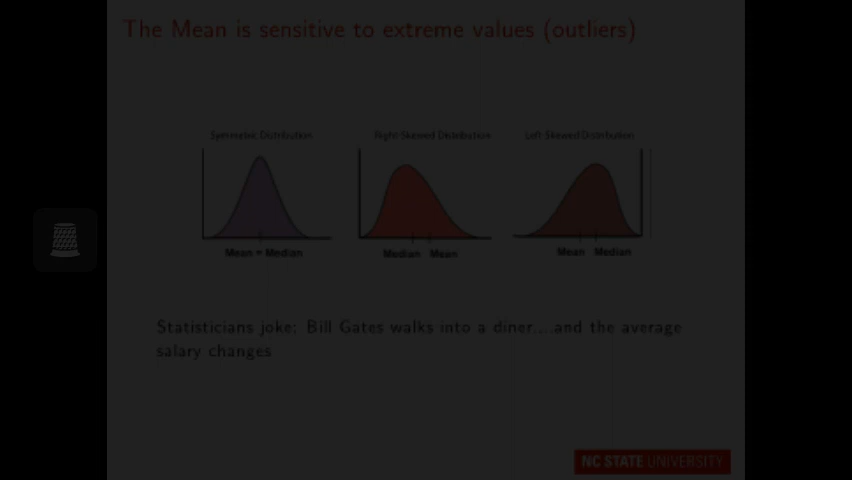 The Mean is sensitive to extreme values (outliers)
Symmetric Distribution
Right-Skewed Distribution
Left-Skewed Distribution
Mean = Median
Median Mean
Mean Median
Statisticians joke: Bill Gates walks into a diner....and the average
salary changes
NC STATE UNIVERSITY